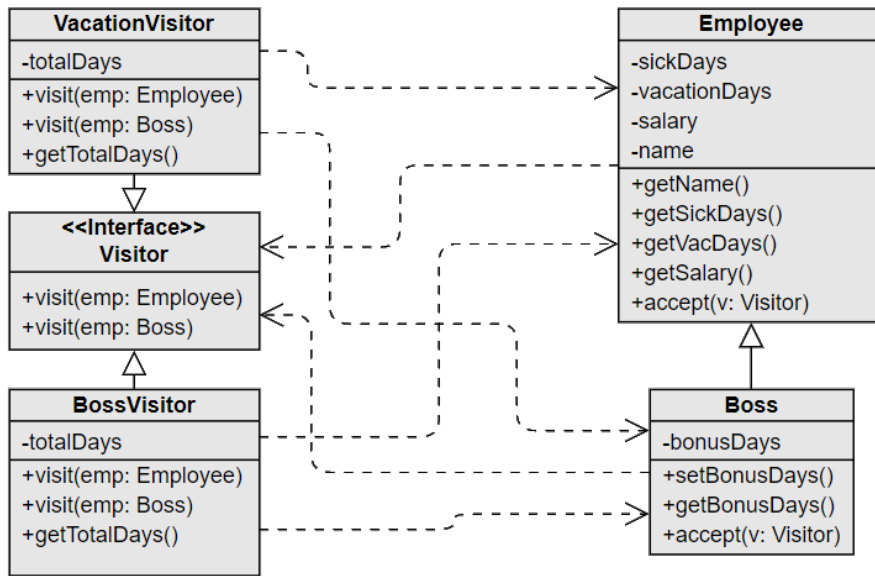 VacationVisitor
-totalDays
+visit(emp: Employee)
+visit(emp: Boss)
+getTotalDays()
<<Interface>>
Visitor
+visit(emp: Employee)
+visit(emp: Boss)
BossVisitor
-totalDays
+visit(emp: Employee)
+visit(emp: Boss)
+getTotalDays()
Employee
-sickDays
-vacationDays
-salary
-name
+getName()
+getSickDays()
+getVacDays()
+getSalary()
+accept(v: Visitor)
Boss
-bonusDays
+setBonusDays()
+getBonusDays()
+accept(v: Visitor)